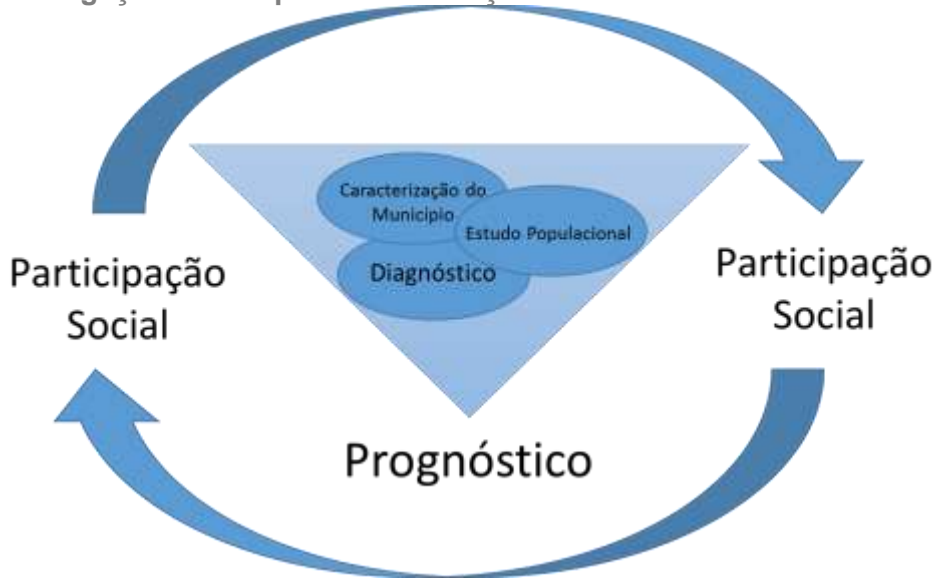 Caracterização do
Município
Estudo Populacional
Diagnóstico
Participação
Social
Participação
Social
Prognóstico